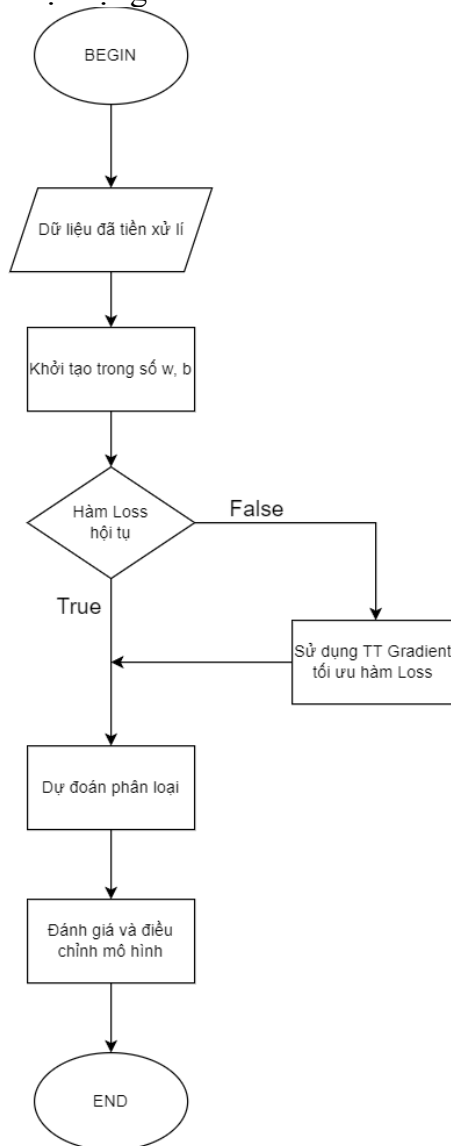 BEGIN
Dữ liệu đã tiền xử lí
Khởi tạo trong số w, b
Hàm Loss
hội tụ
False
True
Sử dụng TT Gradient
tối ưu hàm Loss
Dự đoán phân loại
Đánh giá và điều
chỉnh mô hình
END